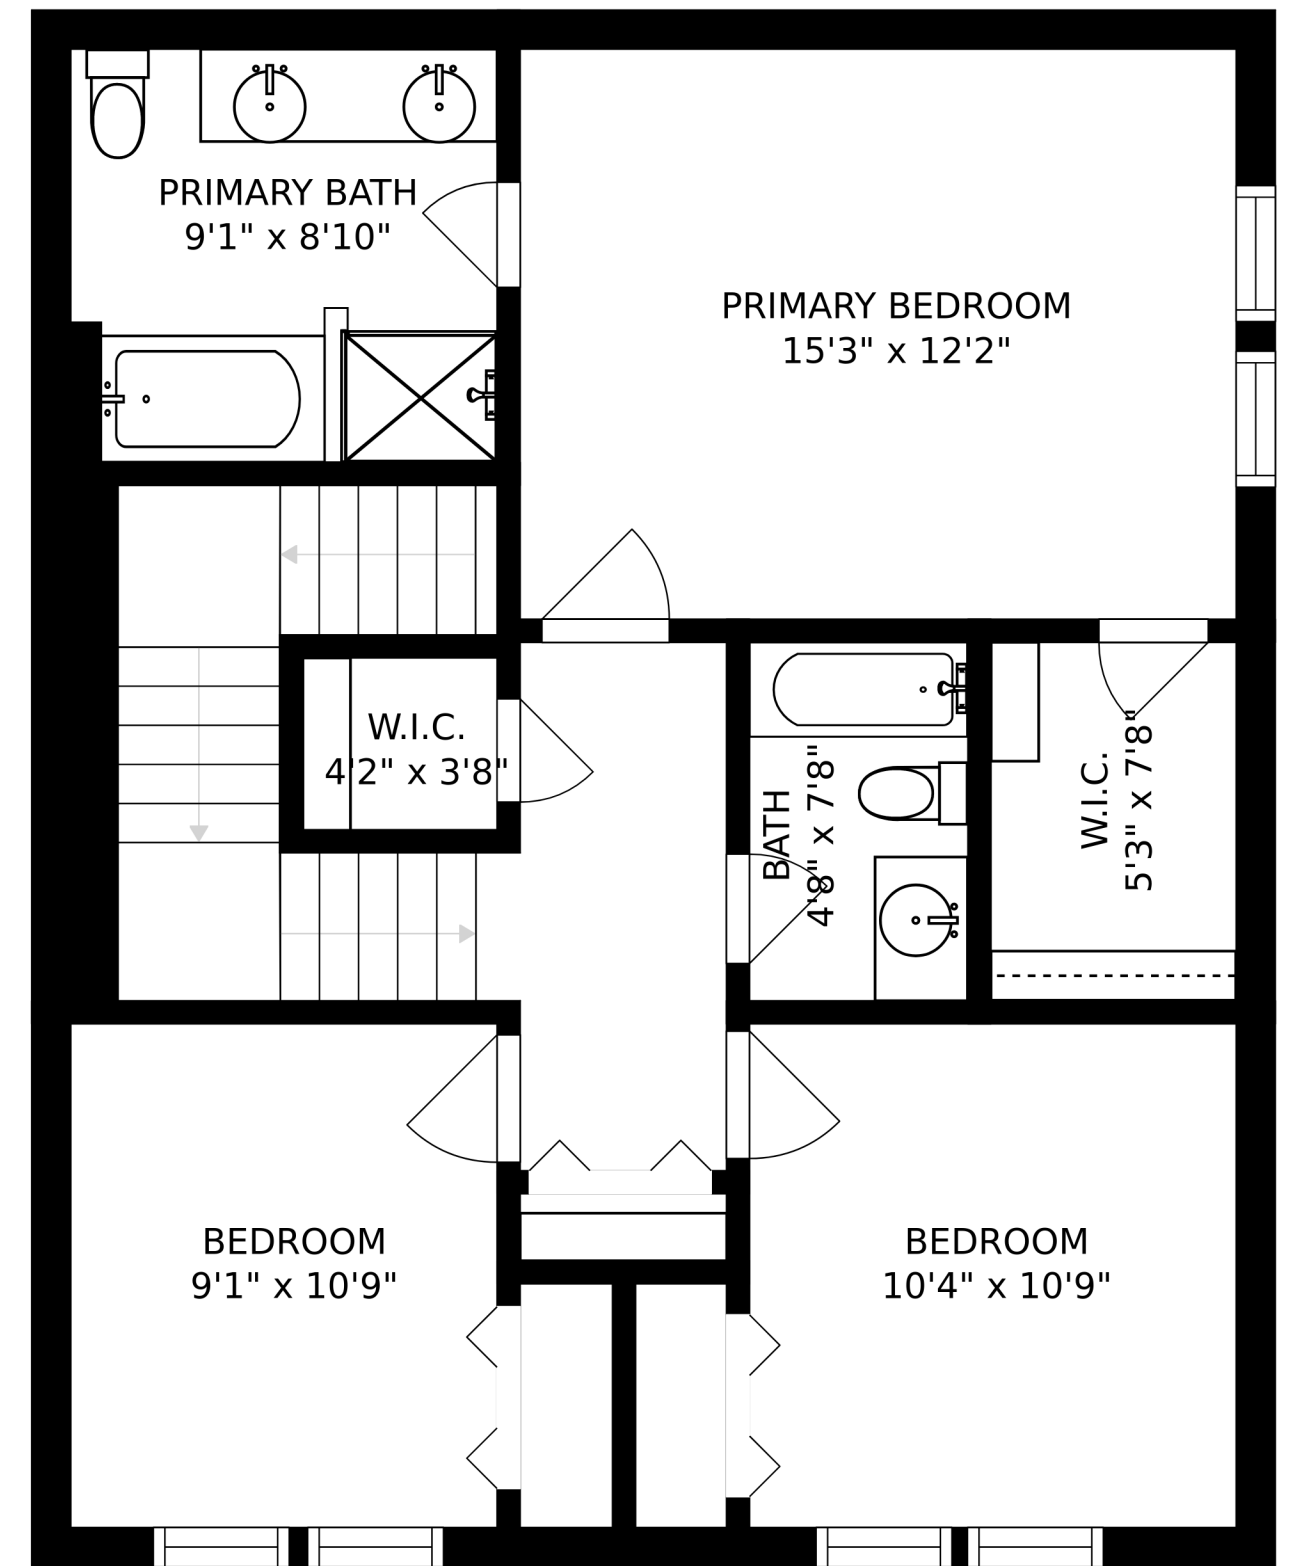 PRIMARY BATH
9'1" x 8'10"
PRIMARY BEDROOM
15'3" x 12'2"
W.I.C.
4'2" x 3'8"
BATH
4'8" x 7'8"
W.I.C.
5'3" x 7'8"
BEDROOM
9'1" x 10'9"
BEDROOM
10'4" x 10'9"